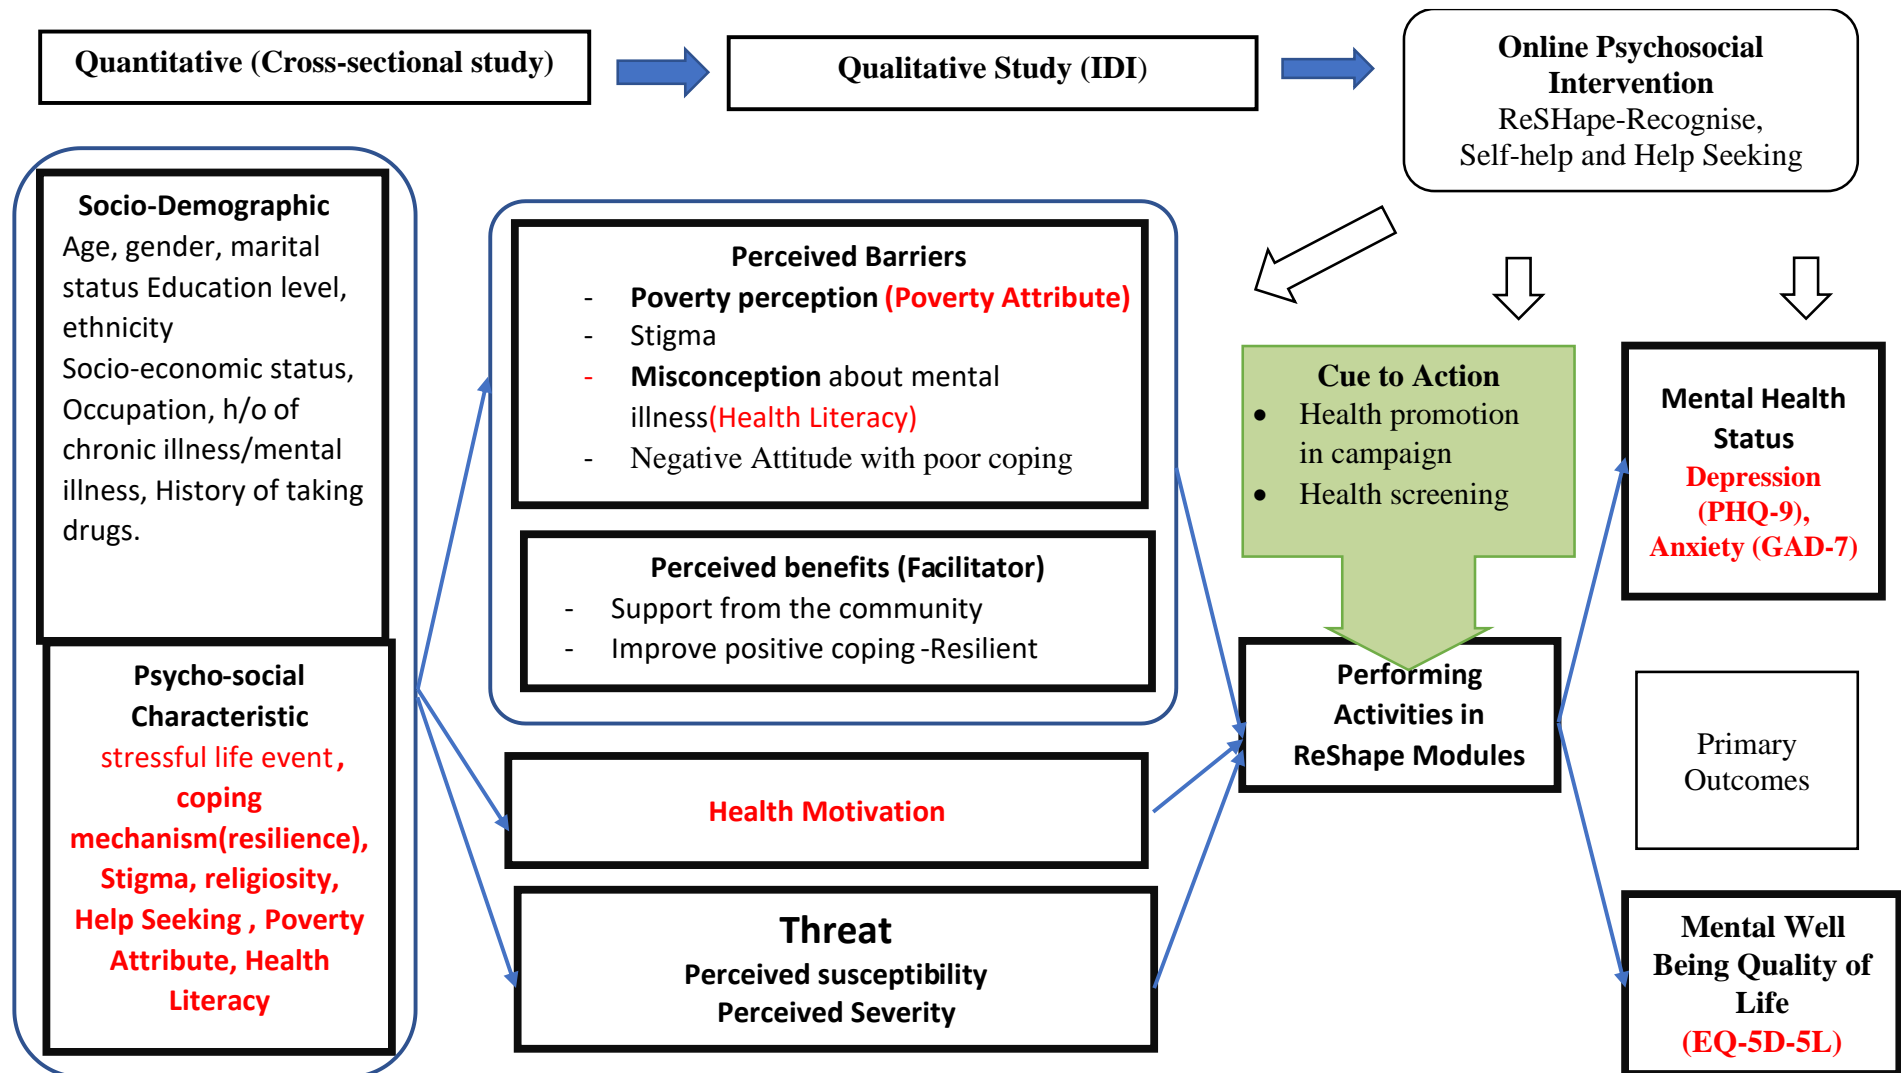 Quantitative (Cross-sectional study)
Qualitative Study (IDI)
Online Psychosocial
Intervention
ReSHape-Recognise,
Self-help and Help Seeking
Socio-Demographic
Age, gender, marital
status Education level,
ethnicity
Socio-economic status,
Occupation, h/o of
chronic illness/mental
illness, History of taking
drugs.
Psycho-social
Characteristic
stressful life event ,
coping
mechanism(resilience),
Stigma, religiosity,
Help Seeking , Poverty
Attribute, Health
Literacy
Perceived Barriers
- Poverty perception (Poverty Attribute)
- Stigma
- Misconception about mental
illness(Health Literacy)
- Negative Attitude with poor coping
Perceived benefits (Facilitator)
- Support from the community
- Improve positive coping -Resilient
Health Motivation
Threat
Perceived susceptibility
Perceived Severity
Cue to Action
• Health promotion
in campaign
• Health screening
Performing
Activities in
ReShape Modules
Mental Health
Status
Depression
(PHQ-9),
Anxiety (GAD-7)
Primary
Outcomes
Mental Well
Being Quality of
Life
(EQ-5D-5L)